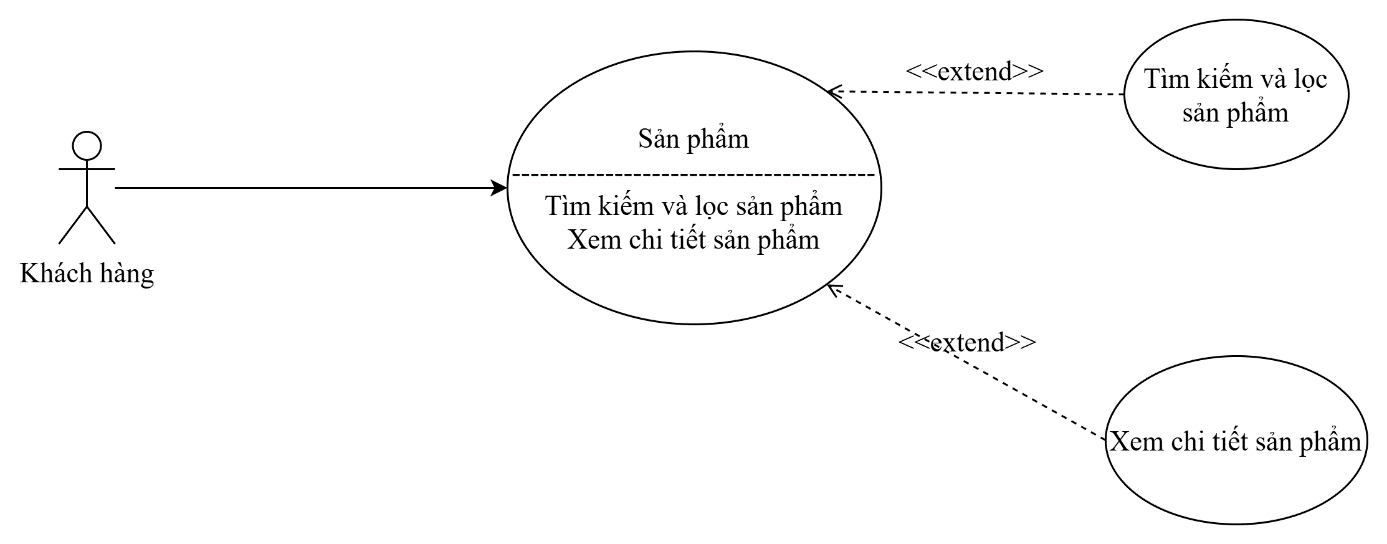 <<extend>>
Tìm kiếm và lọc
sản phẩm
Sản phẩm
Tìm kiếm và lọc sản phẩm
Xem chi tiết sản phẩm
Khách hàng
<<extend>>
Xem chi tiết sản phẩm